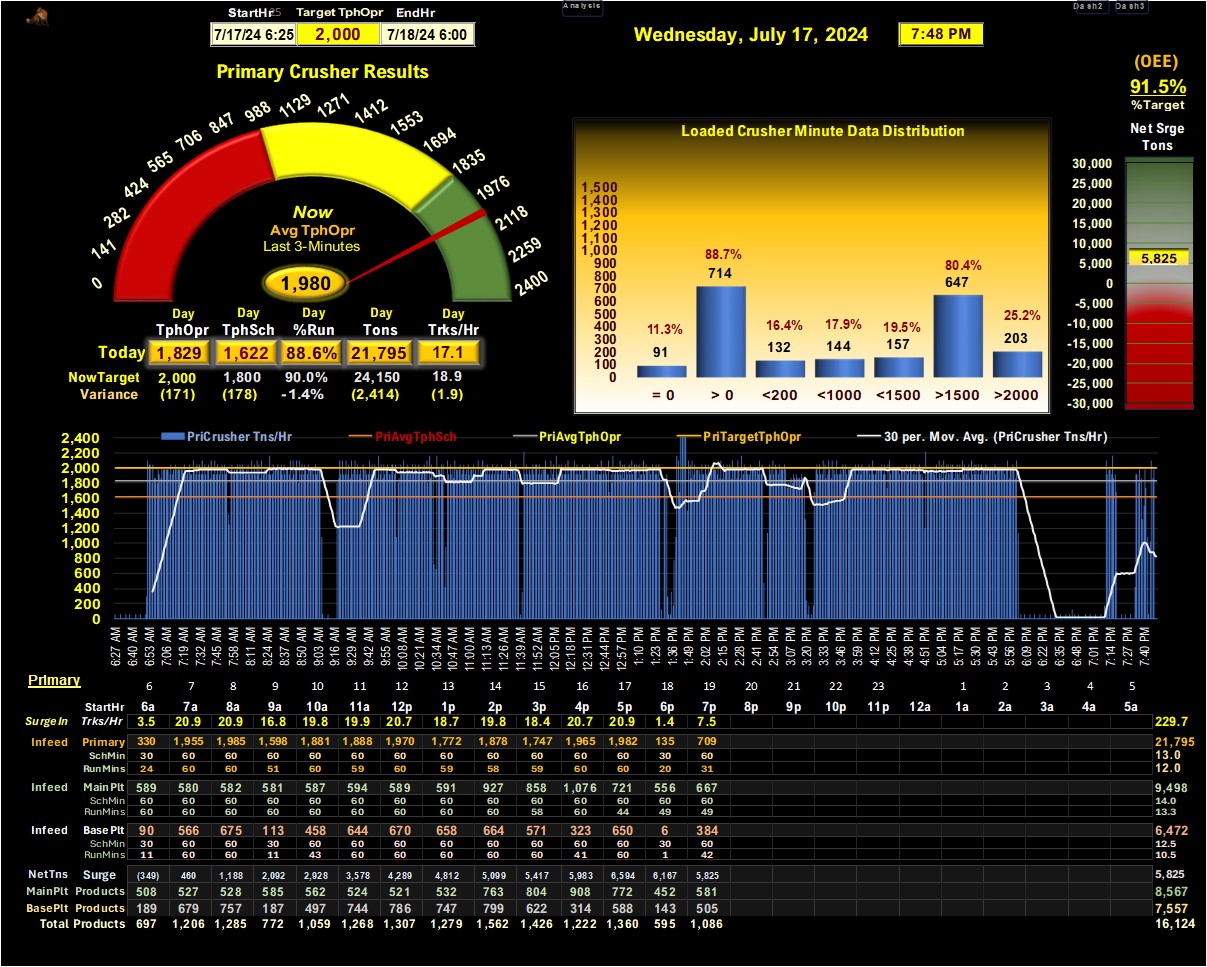 StartHr Target TphOpr EndHr
7/17/24 6:25 2,000 7/18/24 6:00
Analysis
Wednesday, July 17, 2024
7:48 PM
Dash2 Dash3
(OEE)
91.5%
%Target
Net Srge
Tons
30,000
25,000
20,000
15,000
10,000
5,825
5,000
0
-5,000
-10,000
-15,000
-20,000
-25,000
-30,000
Primary Crusher Results
0 141 282 424 565 706 847 988 1129 1271 1412 1553 1694 1835 1976 2118 2259 2400
Now
Avg TphOpr
Last 3-Minutes
1,980
Day Day Day Day Day
TphOpr TphSch %Run Tons Trks/Hr
Today 1,829 1,622 88.6% 21,795 17.1
NowTarget 2,000 1,800 90.0% 24,150 18.9
Variance (171) (178) -1.4% (2,414) (1.9)
Loaded Crusher Minute Data Distribution
1,500
1,400
1,300
1,200
1,100
1,000
900
800
700
600
500
400
300
200
100
0
11.3% 88.7% 16.4% 17.9% 19.5% 80.4% 25.2%
91 714 132 144 157 647 203
= 0 > 0 <200 <1000 <1500 >1500 >2000
PriCrusher Tns/Hr PriAvgTphSch PriAvgTphOpr PriTargetTphOpr 30 per. Mov. Avg. (PriCrusher Tns/Hr)
2,400
2,200
2,000
1,800
1,600
1,400
1,200
1,000
800
600
400
200
0
6:27 AM 6:40 AM 6:53 AM 7:06 AM 7:19 AM 7:32 AM 7:45 AM 7:58 AM 8:11 AM 8:24 AM 8:37 AM 8:50 AM 9:03 AM 9:16 AM 9:29 AM 9:42 AM 9:55 AM 10:08 AM 10:21 AM 10:34 AM 10:47 AM 11:00 AM 11:13 AM 11:26 AM 11:39 AM 11:52 AM 12:05 PM 12:18 PM 12:31 PM 12:44 PM 12:57 PM 1:10 PM 1:23 PM 1:36 PM 1:49 PM 2:02 PM 2:15 PM 2:28 PM 2:41 PM 2:54 PM 3:07 PM 3:20 PM 3:33 PM 3:46 PM 3:59 PM 4:12 PM 4:25 PM 4:38 PM 4:51 PM 5:04 PM 5:17 PM 5:30 PM 5:43 PM 5:56 PM 6:09 PM 6:22 PM 6:35 PM 6:48 PM 7:01 PM 7:14 PM 7:27 PM 7:40 PM
Primary
6 7 8 9 10 11 12 13 14 15 16 17 18 19 20 21 22 23 1 2 3 4 5
StartHr 6a 7a 8a 9a 10a 11a 12p 1p 2p 3p 4p 5p 6p 7p 8p 9p 10p 11p 12a 1a 2a 3a 4a 5a
SurgeIn Trks/Hr 3.5 20.9 20.9 16.8 19.8 19.9 20.7 18.7 19.8 18.4 20.7 20.9 1.4 7.5 229.7
Infeed Primary 330 1,955 1,985 1,598 1,881 1,888 1,970 1,772 1,878 1,747 1,965 1,982 135 709 21,795
SchMin 30 60 60 60 60 60 60 60 60 60 60 60 30 60 13.0
RunMins 24 60 60 51 60 59 60 59 58 59 60 60 20 31 12.0
Infeed MainPlt 589 580 582 581 587 594 589 591 927 858 1,076 721 556 667 9,498
SchMin 60 60 60 60 60 60 60 60 60 60 60 60 60 60 14.0
RunMins 60 60 60 60 60 60 60 60 60 58 60 44 49 49 13.3
Infeed BasePlt 90 566 675 113 458 644 670 658 664 571 323 650 6 384 6,472
SchMin 30 60 60 30 60 60 60 60 60 60 60 60 30 60 12.5
RunMins 11 60 60 11 43 60 60 60 60 60 41 60 1 42 10.5
NetTns Surge (349) 460 1,188 2,092 2,928 3,578 4,289 4,812 5,099 5,417 5,983 6,594 6,167 5,825 5,825
MainPlt Products 508 527 528 585 562 524 521 532 763 804 908 772 452 581 8,567
BasePlt Products 189 679 757 187 497 744 786 747 799 622 314 588 143 505 7,557
Total Products 697 1,206 1,285 772 1,059 1,268 1,307 1,279 1,562 1,426 1,222 1,360 595 1,086 16,124